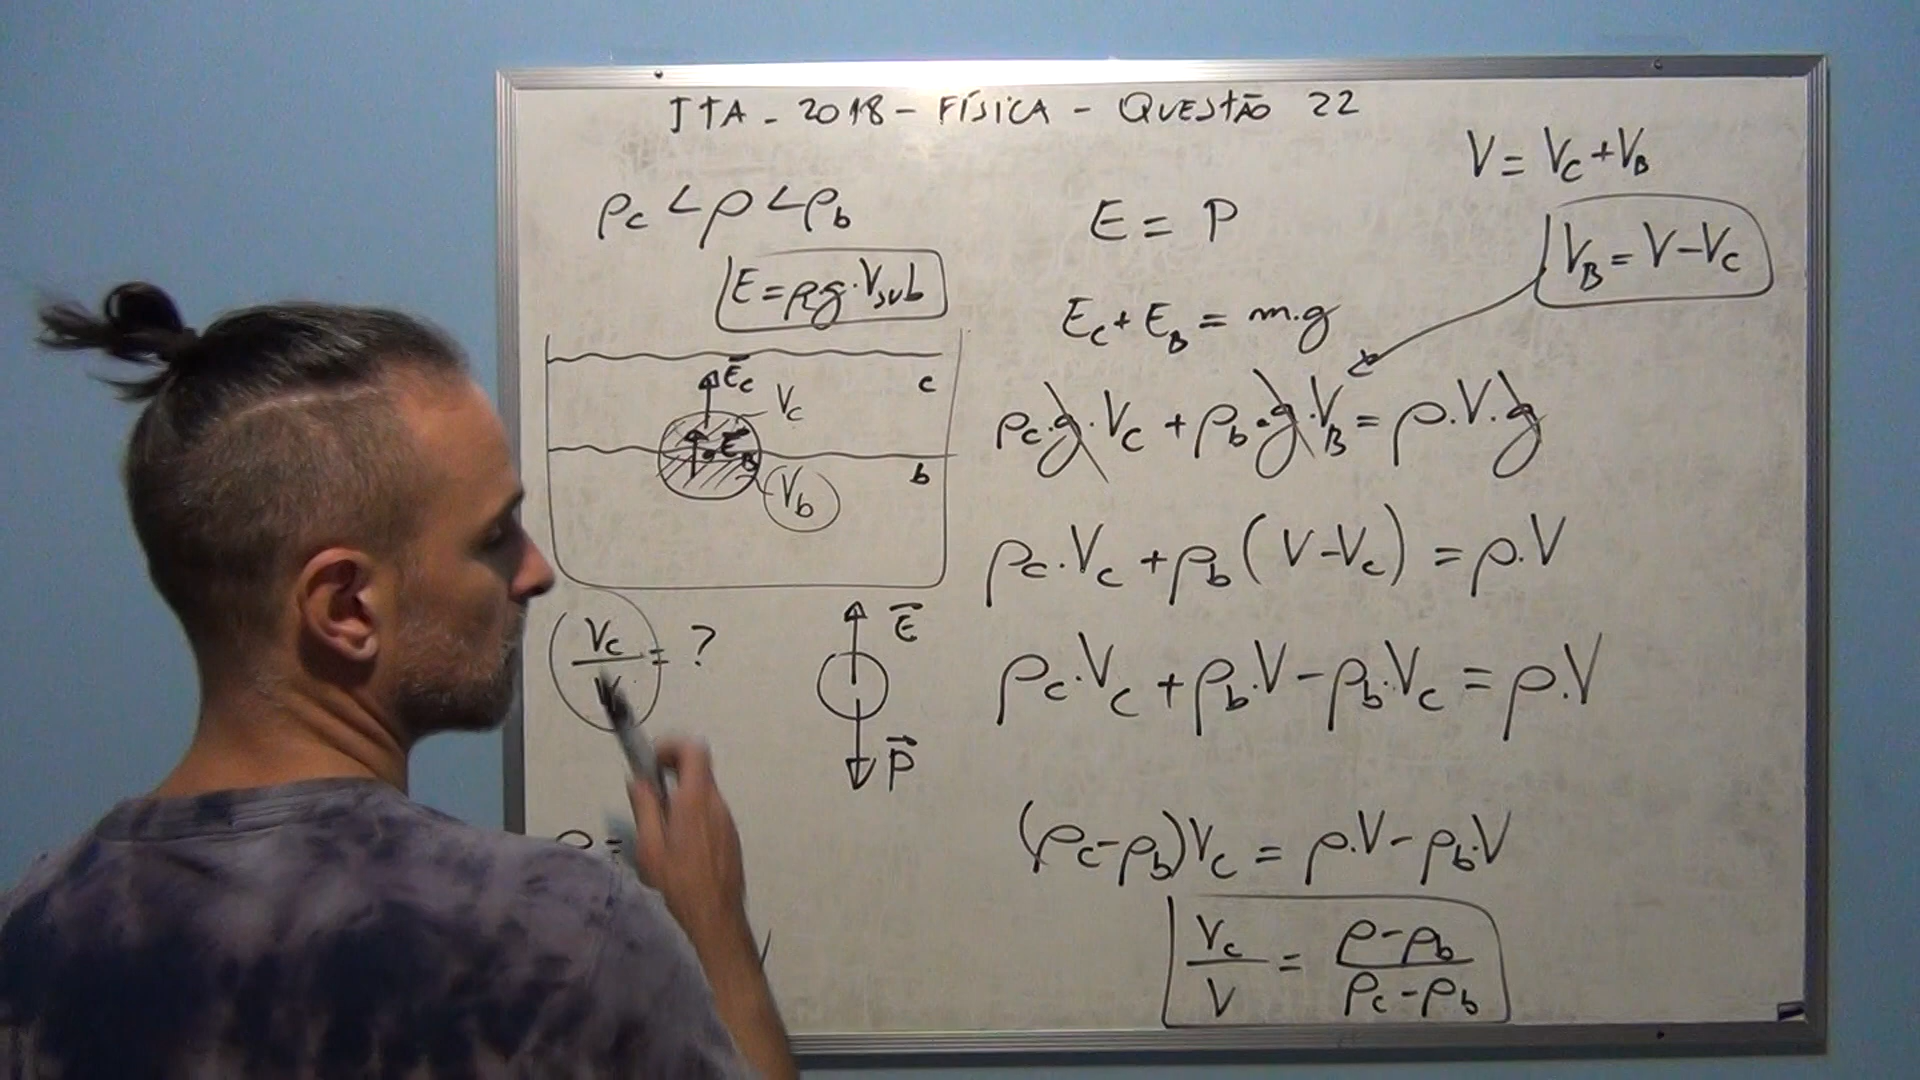 ITA - 2018 - FÍSICA - QUESTÃO 22
ρc < ρ < ρb
E = ρ.g.Vsub
Ec
Vc
c
EB
b
Vb
Vc/V = ?
E
P
ρ =
V = Vc + VB
VB = V - Vc
E = P
Ec + EB = m.g
ρc.g.Vc + ρb.g.VB = ρ.V.g
ρc.Vc + ρb(V - Vc) = ρ.V
ρc.Vc + ρb.V - ρb.Vc = ρ.V
(ρc - ρb)Vc = ρ.V - ρb.V
Vc/V = ρ - ρb/ρc - ρb